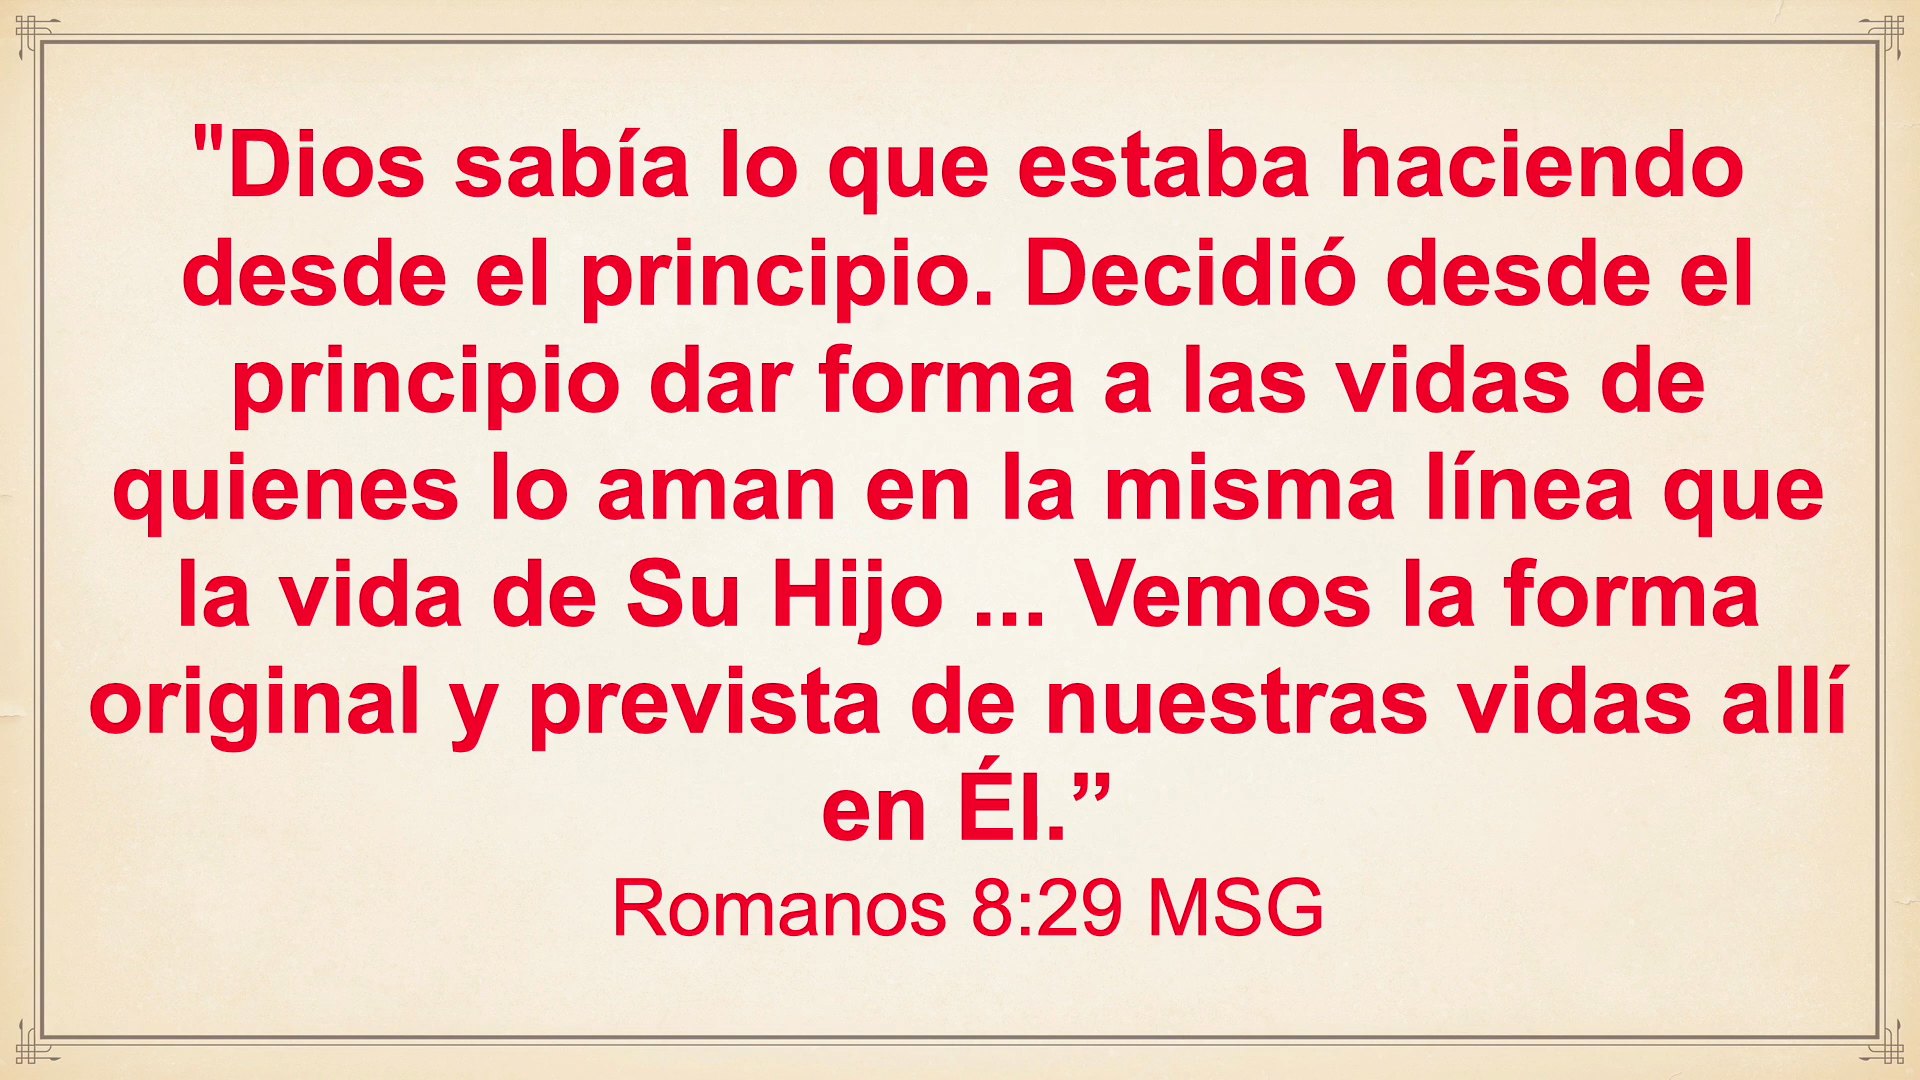 "Dios sabía lo que estaba haciendo
desde el principio. Decidió desde el
principio dar forma a las vidas de
quienes lo aman en la misma línea que
la vida de Su Hijo ... Vemos la forma
original y prevista de nuestras vidas allí
en Él.”
Romanos 8:29 MSG